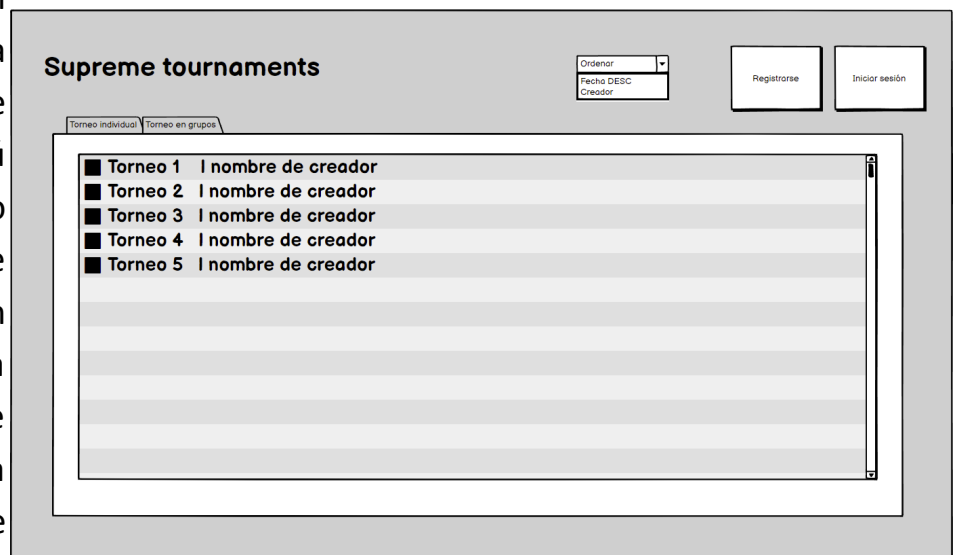 Supreme tournaments
Ordenar
Fecha DESC
Creador
Registrarse
Iniciar sesión
Torneo individual
Torneo en grupos
Torneo 1 I nombre de creador
Torneo 2 I nombre de creador
Torneo 3 I nombre de creador
Torneo 4 I nombre de creador
Torneo 5 I nombre de creador